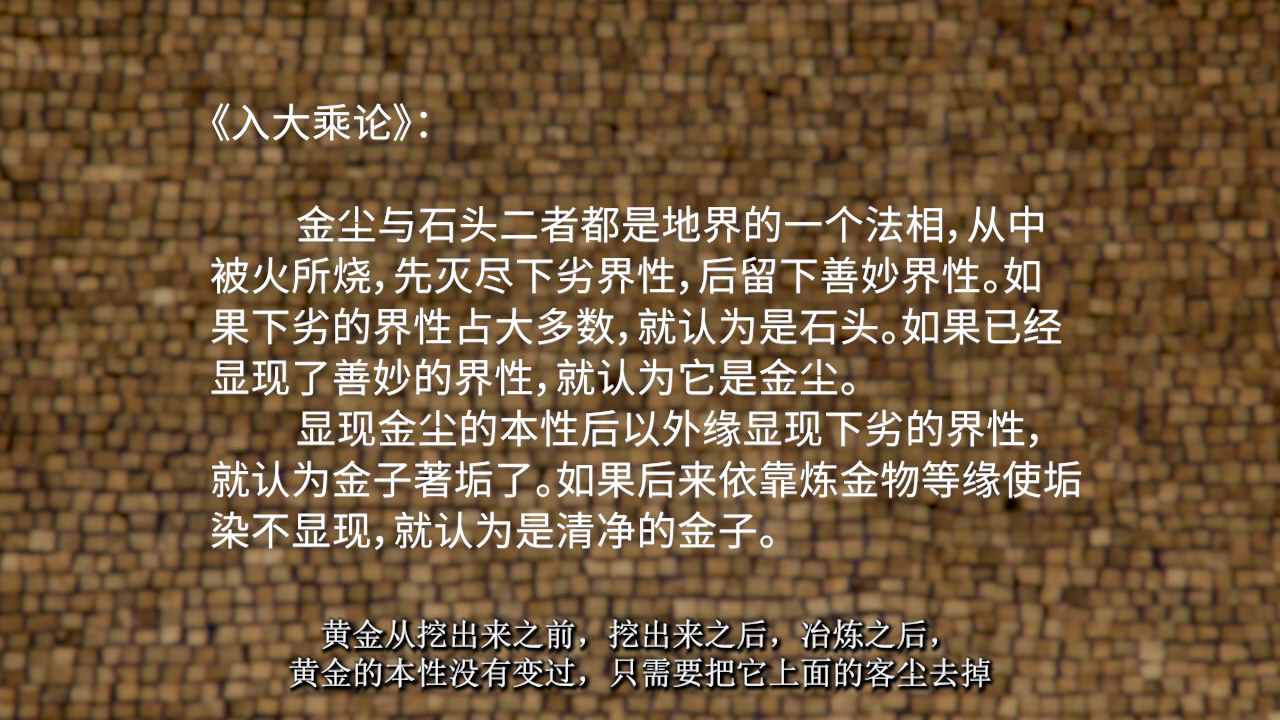 《入大乘论》:
金尘与石头二者都是地界的一个法相,从中
被火所烧,先灭尽下劣界性,后留下善妙界性。如
果下劣的界性占大多数,就认为是石头。如果已经
显现了善妙的界性,就认为它是金尘。
显现金尘的本性后以外缘显现下劣的界性,
就认为金子著垢了。如果后来依靠炼金物等缘使垢
染不显现,就认为是清净的金子。
黄金从挖出来之前，挖出来之后，冶炼之后，
黄金的本性没有变过，只需要把它上面的客尘去掉